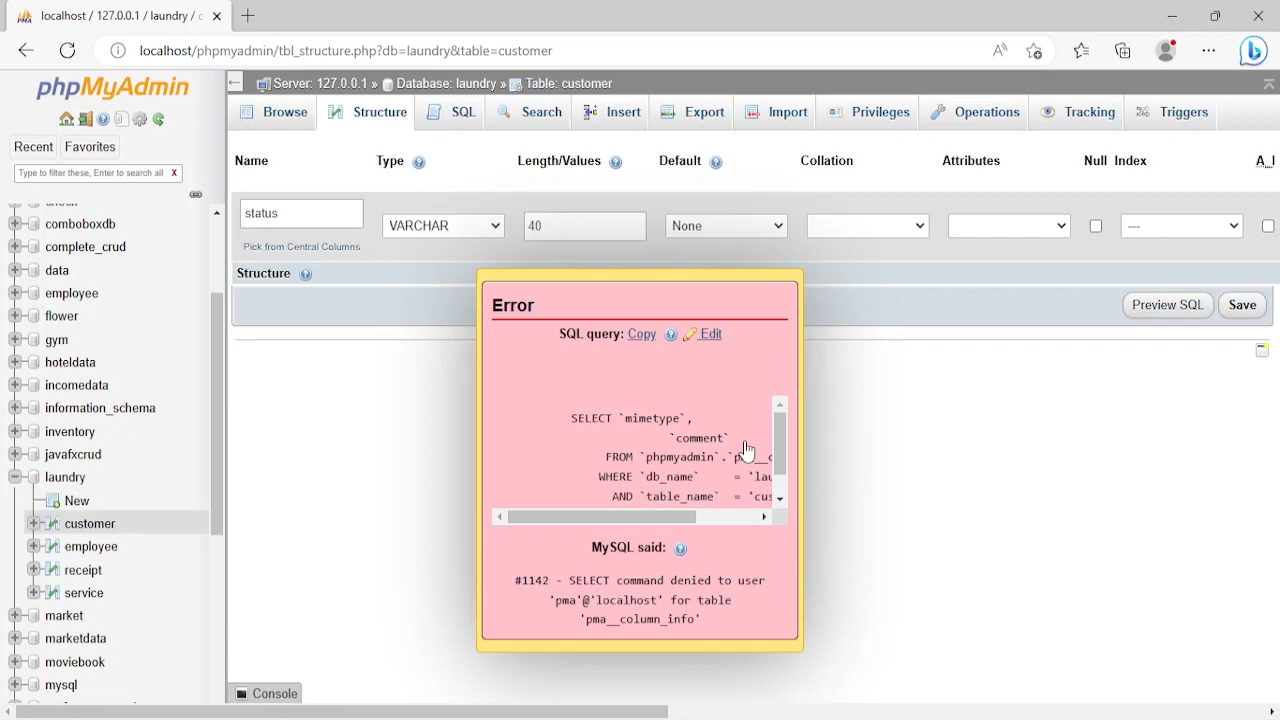 localhost / 127.0.0.1 / laundry / c
localhost/phpmyadmin/tbl_structure.php?db=laundry&table=customer
phpMyAdmin
Server: 127.0.0.1 » Database: laundry » Table: customer
Browse Structure SQL Search Insert Export Import Privileges Operations Tracking Triggers
Recent Favorites
Type to filter these, Enter to search all X
comboboxdb
complete_crud
data
employee
flower
gym
hoteldata
incomedata
information_schema
inventory
javafxcrud
laundry
New
customer
employee
receipt
service
market
marketdata
moviebook
mysql
Name Type Length/Values Default Collation Attributes Null Index A_I
status VARCHAR 40 None ---
Pick from Central Columns
Structure
Preview SQL Save
Error
SQL query: Copy Edit
SELECT `mimetype`,
`comment`
FROM `phpmyadmin`.
WHERE `db_name` = 'lau
AND `table_name` = 'cus
MySQL said:
#1142 - SELECT command denied to user
'pma'@'localhost' for table
'pma__column_info'
Console